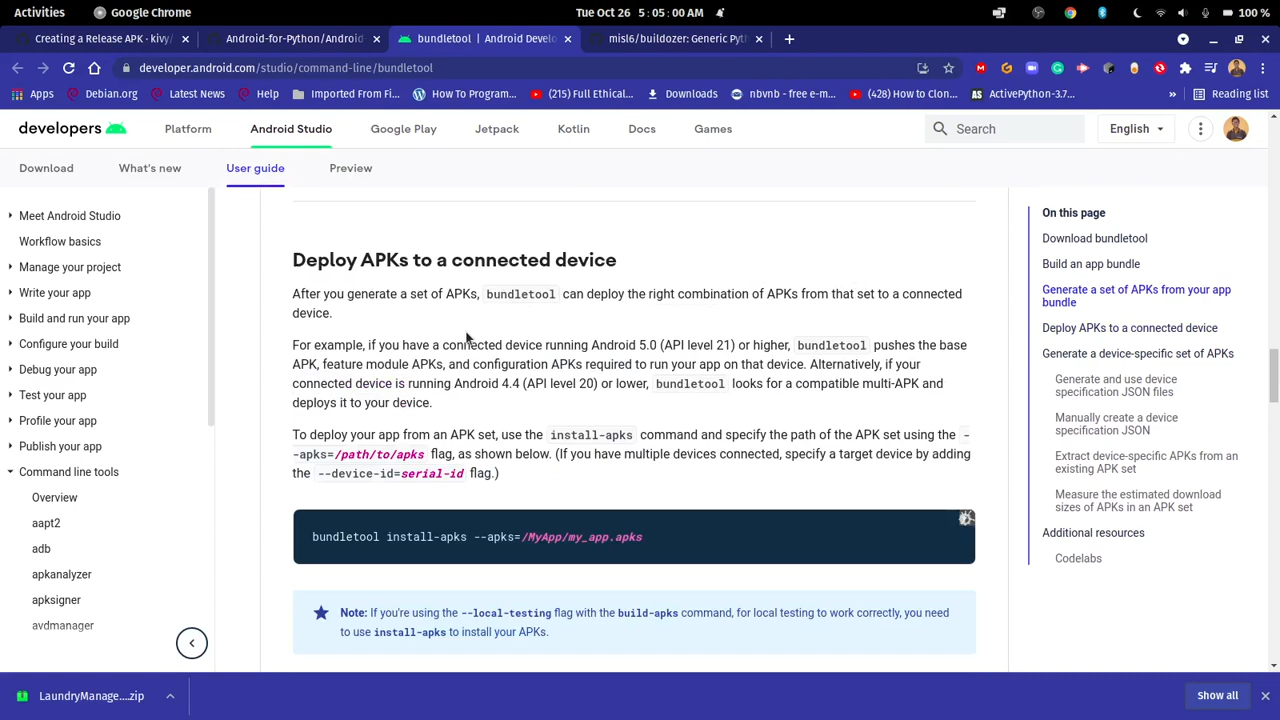 Activities
Google Chrome
Tue Oct 26 5:05:00 AM
100 %
Creating a Release APK · kivy/
Android-for-Python/Android
bundletool | Android Develo
misl6/buildozer: Generic Pyth
developer.android.com/studio/command-line/bundletool
Apps
Debian.org
Latest News
Help
Imported From Fi...
How To Program...
(215) Full Ethical...
Downloads
nbvnb - free e-m...
(428) How to Clon...
AS ActivePython-3.7...
»
Reading list
developers
Platform
Android Studio
Google Play
Jetpack
Kotlin
Docs
Games
Search
English
Download
What's new
User guide
Preview
Meet Android Studio
Workflow basics
Manage your project
Write your app
Build and run your app
Configure your build
Debug your app
Test your app
Profile your app
Publish your app
Command line tools
Overview
aapt2
adb
apkanalyzer
apksigner
avdmanager
Deploy APKs to a connected device
After you generate a set of APKs, bundletool can deploy the right combination of APKs from that set to a connected
device.
For example, if you have a connected device running Android 5.0 (API level 21) or higher, bundletool pushes the base
APK, feature module APKs, and configuration APKs required to run your app on that device. Alternatively, if your
connected device is running Android 4.4 (API level 20) or lower, bundletool looks for a compatible multi-APK and
deploys it to your device.
To deploy your app from an APK set, use the install-apks command and specify the path of the APK set using the -
-apks=/path/to/apks flag, as shown below. (If you have multiple devices connected, specify a target device by adding
the --device-id=serial-id flag.)
bundletool install-apks --apks=/MyApp/my_app.apks
Note: If you're using the --local-testing flag with the build-apks command, for local testing to work correctly, you need
to use install-apks to install your APKs.
On this page
Download bundletool
Build an app bundle
Generate a set of APKs from your app
bundle
Deploy APKs to a connected device
Generate a device-specific set of APKs
Generate and use device
specification JSON files
Manually create a device
specification JSON
Extract device-specific APKs from an
existing APK set
Measure the estimated download
sizes of APKs in an APK set
Additional resources
Codelabs
LaundryManage....zip
Show all